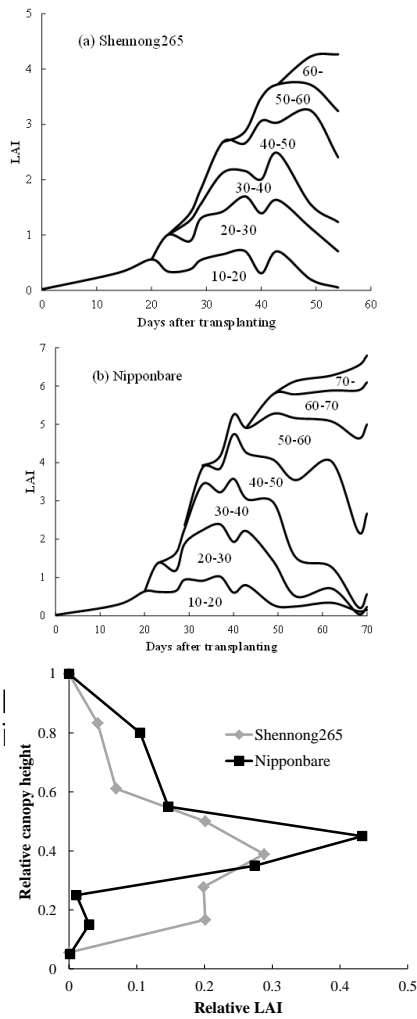 (a) Shennong265
5
4
3
2
1
0
LAI
60-
50-60
40-50
30-40
20-30
10-20
0 10 20 30 40 50 60
Days after transplanting
(b) Nipponbare
7
6
5
4
3
2
1
0
LAI
70-
60-70
50-60
40-50
30-40
20-30
10-20
0 10 20 30 40 50 60 70
Days after transplanting
1
0.8
0.6
0.4
0.2
0
Relative canopy height
Shennong265
Nipponbare
0 0.1 0.2 0.3 0.4 0.5
Relative LAI